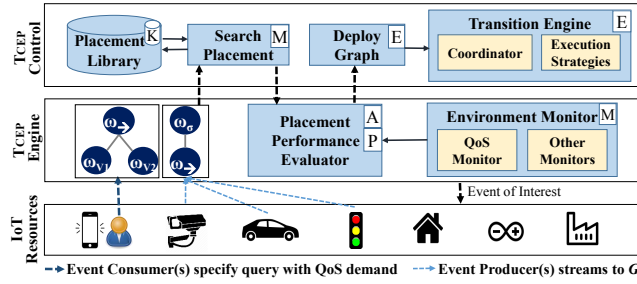 TCEP Control
Placement Library
K
Search Placement
M
Deploy Graph
E
Transition Engine
E
Coordinator
Execution Strategies
TCEP Engine
ω→
ωV1
ωV2
ωσ
ω→
Placement Performance Evaluator
A
P
Environment Monitor
M
QoS Monitor
Other Monitors
Event of Interest
IoT Resources
Event Consumer(s) specify query with QoS demand
Event Producer(s) streams to G